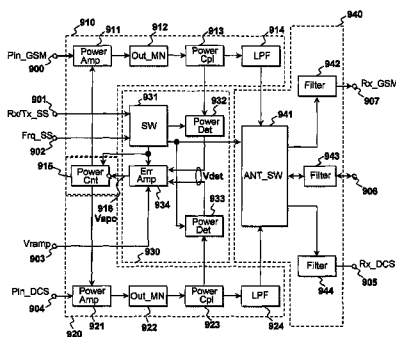 910
911
912
913
914
940
Pin_GSM
900
Power
Amp
Out_MN
Power
Cpl
LPF
942
Filter
Rx_GSM
907
901
Rx/Tx_SS
931
SW
932
Power
Det
941
Frq_SS
902
915
Power
Cnt
916
Vapc
Err
Amp
934
Vdet
ANT_SW
943
Filter
906
933
Power
Det
Vramp
903
930
Filter
944
Rx_DCS
905
Pin_DCS
904
Power
Amp
Out_MN
Power
Cpl
LPF
920
921
922
923
924